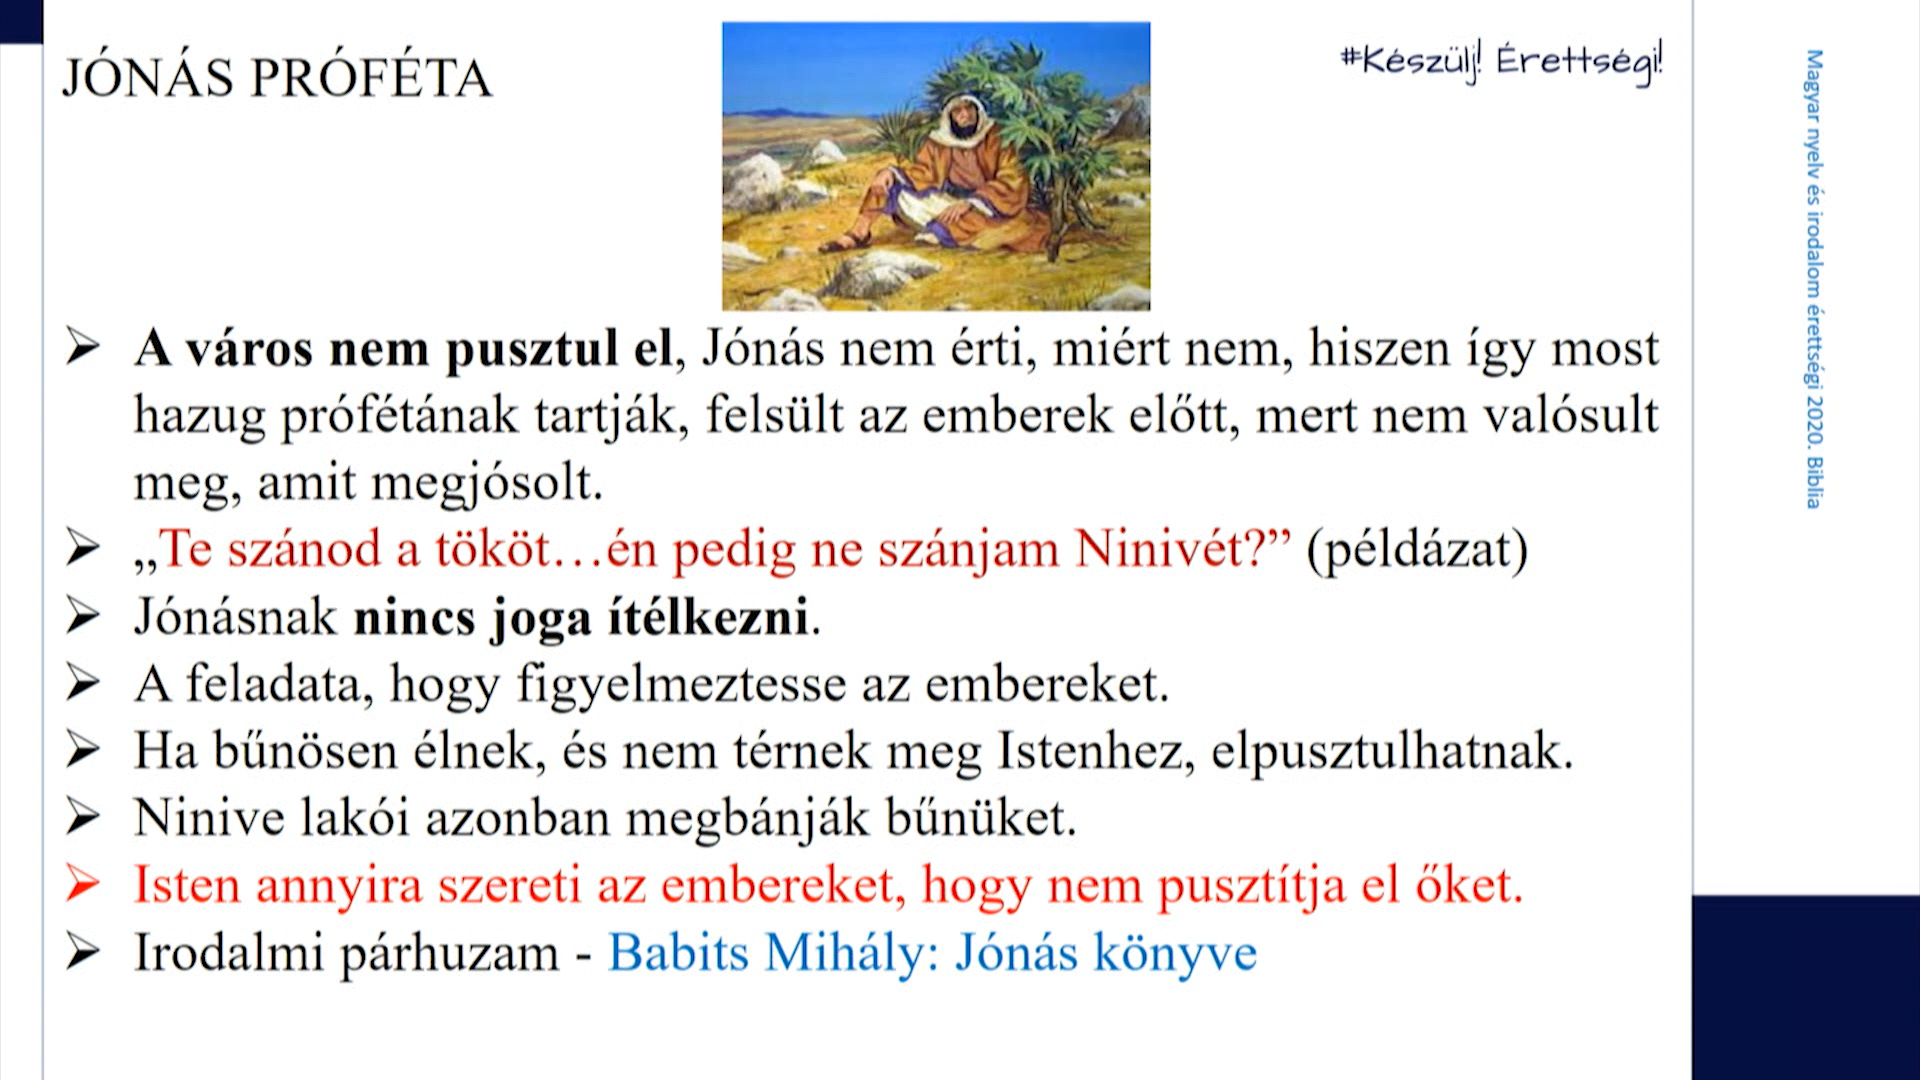 JÓNÁS PRÓFÉTA
#Készülj! Érettségi!
➢ A város nem pusztul el, Jónás nem érti, miért nem, hiszen így most
hazug prófétának tartják, felsült az emberek előtt, mert nem valósult
meg, amit megjósolt.
➢ „Te szánod a tököt…én pedig ne szánjam Ninivét?” (példázat)
➢ Jónásnak nincs joga ítélkezni.
➢ A feladata, hogy figyelmeztesse az embereket.
➢ Ha bűnösen élnek, és nem térnek meg Istenhez, elpusztulhatnak.
➢ Ninive lakói azonban megbánják bűnüket.
➢ Isten annyira szereti az embereket, hogy nem pusztítja el őket.
➢ Irodalmi párhuzam - Babits Mihály: Jónás könyve
Magyar nyelv és irodalom érettségi 2020. Biblia